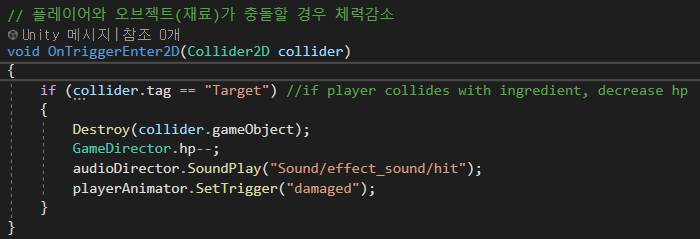 // 플레이어와 오브젝트(재료)가 충돌할 경우 체력감소
Unity 메시지|참조 0개
void OnTriggerEnter2D(Collider2D collider)
{
if (collider.tag == "Target") //if player collides with ingredient, decrease hp
{
Destroy(collider.gameObject);
GameDirector.hp--;
audioDirector.SoundPlay("Sound/effect_sound/hit");
playerAnimator.SetTrigger("damaged");
}
}